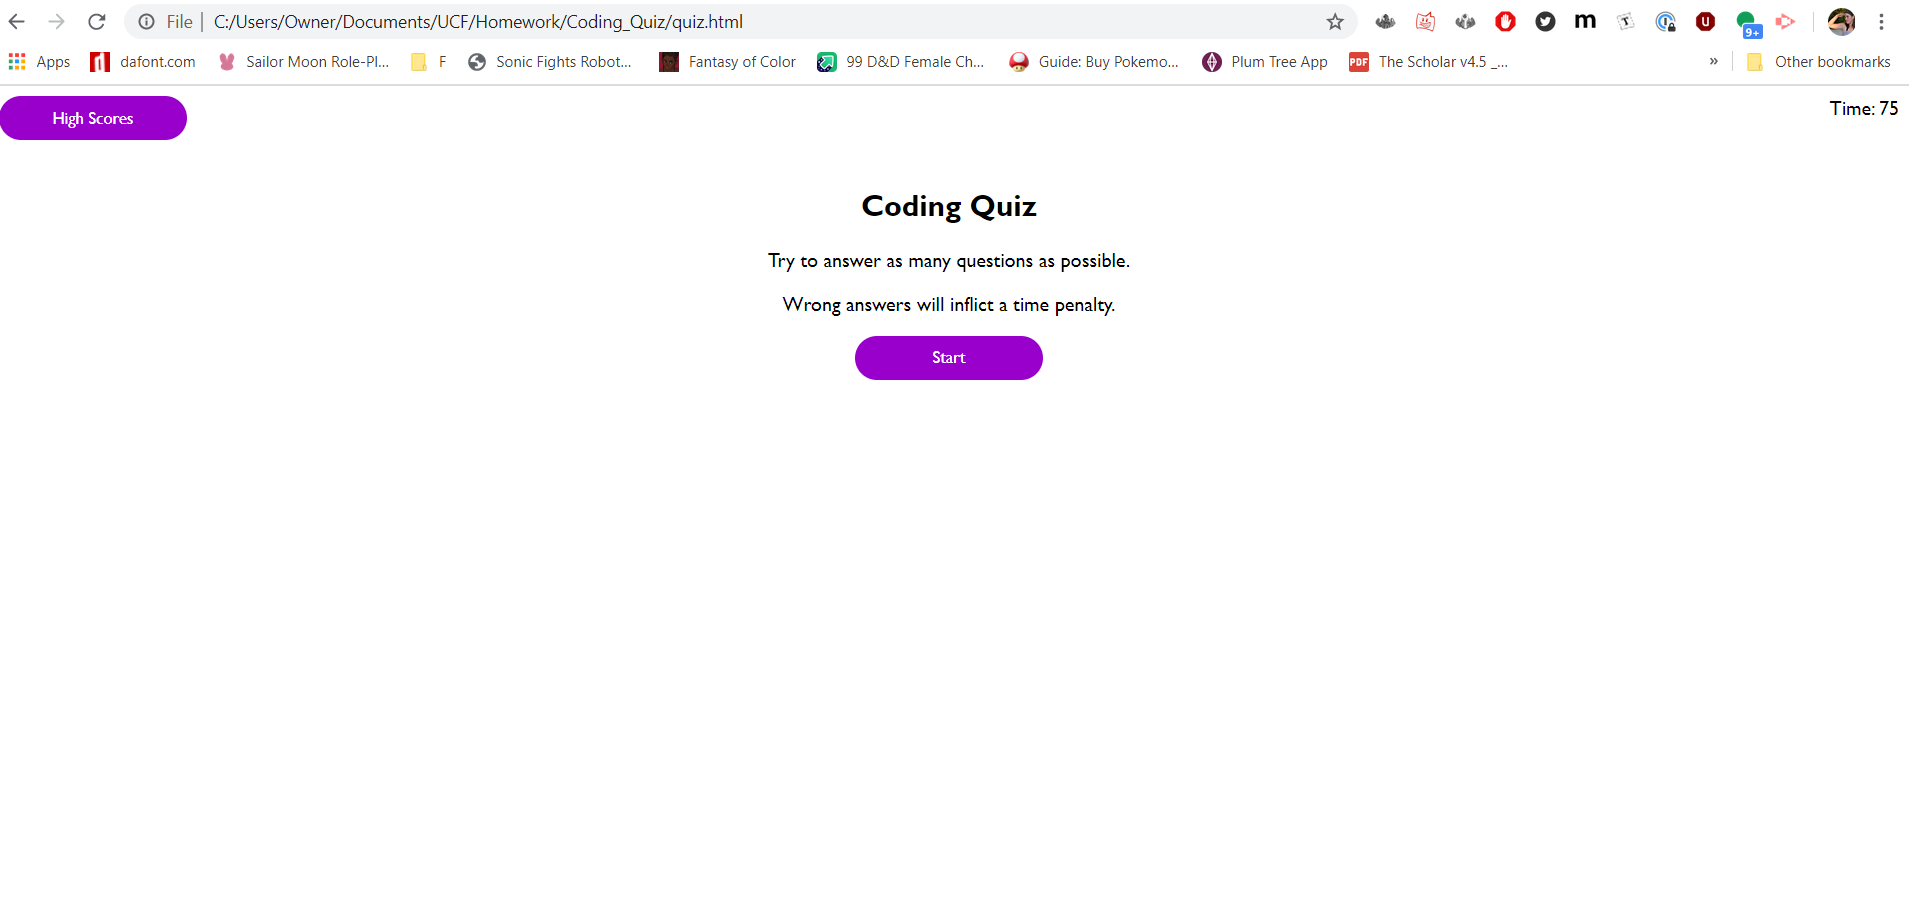 File | C:/Users/Owner/Documents/UCF/Homework/Coding_Quiz/quiz.html
m T U 9+
Apps dafont.com Sailor Moon Role-Pl... F Sonic Fights Robot... Fantasy of Color 99 D&D Female Ch... Guide: Buy Pokemo... Plum Tree App PDF The Scholar v4.5 _... » Other bookmarks
High Scores
Time: 75
Coding Quiz
Try to answer as many questions as possible.
Wrong answers will inflict a time penalty.
Start